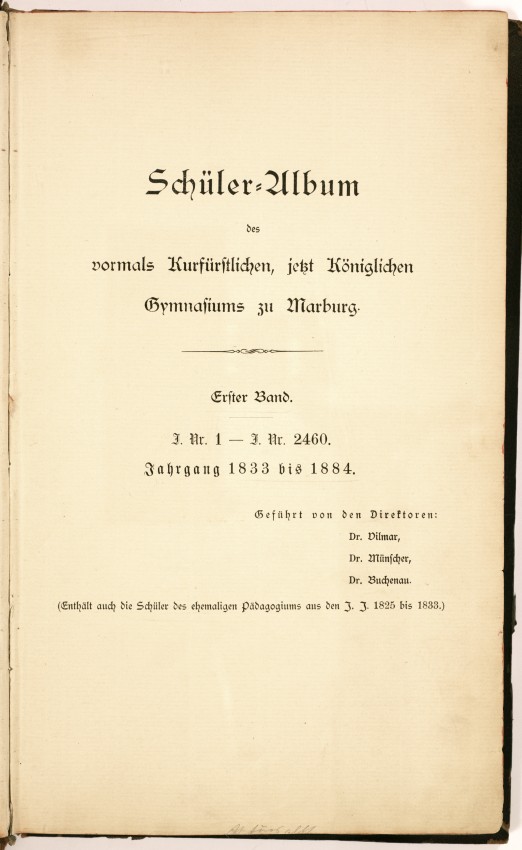 Schüler-Album
des
vormals Kurfürstlichen, jetzt Königlichen
Gymnasiums zu Marburg.
Erster Band.
J. Nr. 1 — J. Nr. 2460.
Jahrgang 1833 bis 1884.
Geführt von den Direktoren:
Dr. Vilmar,
Dr. Münscher,
Dr. Buchenau.
(Enthält auch die Schüler des ehemaligen Pädagogiums aus den J. J. 1825 bis 1833.)